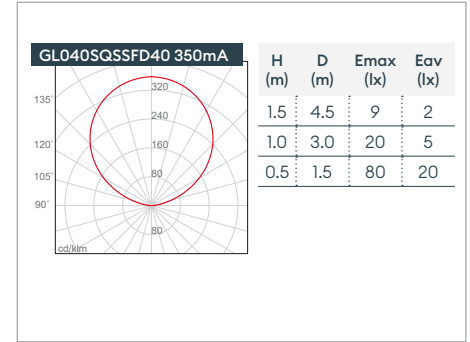 GL040SQSSFD40 350mA
320
135°
240
120°
160
105°
80
90°
80
cd/klm
H D Emax Eav
(m) (m) (lx) (lx)
1.5 4.5 9 2
1.0 3.0 20 5
0.5 1.5 80 20